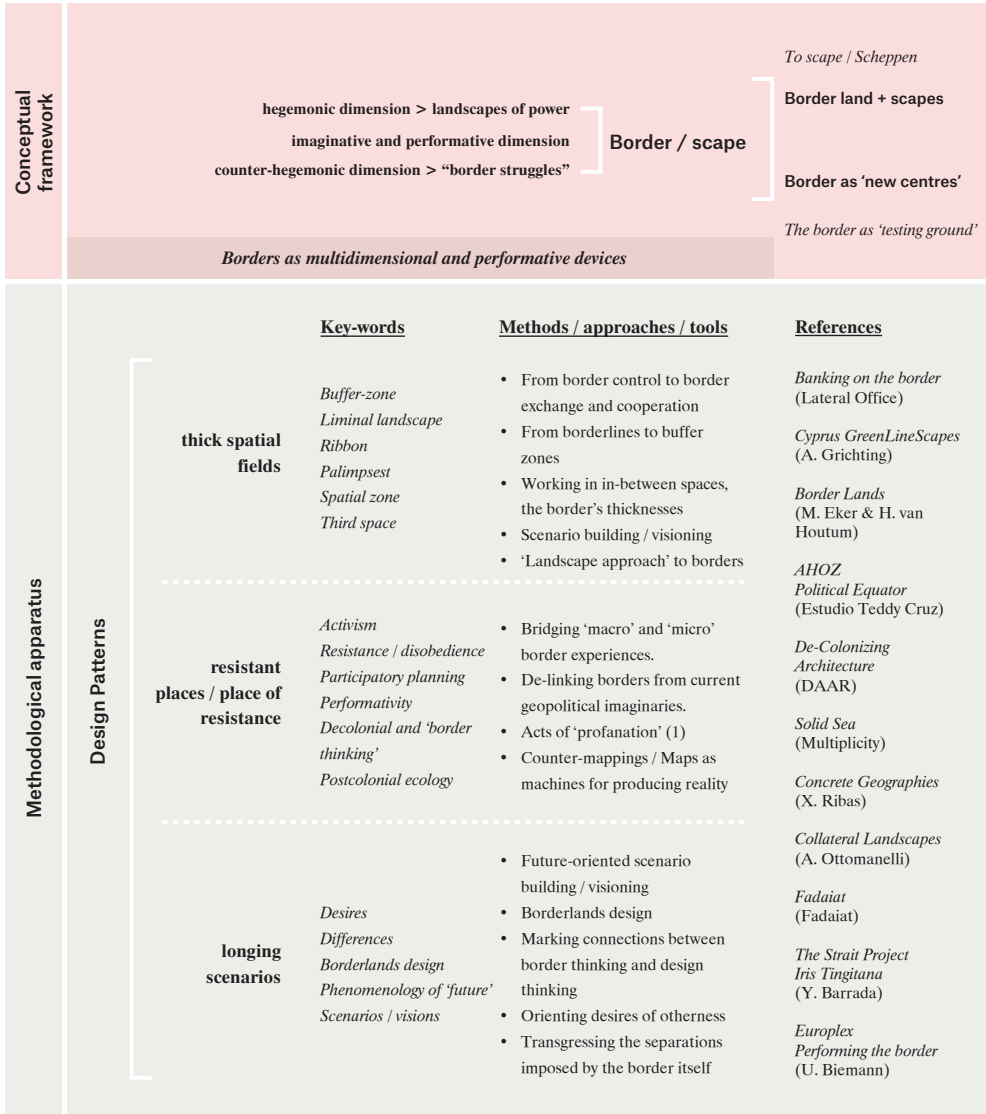 Conceptual
framework
hegemonic dimension > landscapes of power
imaginative and performative dimension
counter-hegemonic dimension > “border struggles”
Border / scape
To scape / Scheppen
Border land + scapes
Border as ‘new centres’
The border as ‘testing ground’
Borders as multidimensional and performative devices
Methodological apparatus
Design Patterns
Key-words
Methods / approaches / tools
References
thick spatial
fields
Buffer-zone
Liminal landscape
Ribbon
Palimpsest
Spatial zone
Third space
• From border control to border
exchange and cooperation
• From borderlines to buffer
zones
• Working in in-between spaces,
the border’s thicknesses
• Scenario building / visioning
• ‘Landscape approach’ to borders
resistant
places / place of
resistance
Activism
Resistance / disobedience
Participatory planning
Performativity
Decolonial and ‘border
thinking’
Postcolonial ecology
• Bridging ‘macro’ and ‘micro’
border experiences.
• De-linking borders from current
geopolitical imaginaries.
• Acts of ‘profanation’ (1)
• Counter-mappings / Maps as
machines for producing reality
longing
scenarios
Desires
Differences
Borderlands design
Phenomenology of ‘future’
Scenarios / visions
• Future-oriented scenario
building / visioning
• Borderlands design
• Marking connections between
border thinking and design
thinking
• Orienting desires of otherness
• Transgressing the separations
imposed by the border itself
Banking on the border
(Lateral Office)
Cyprus GreenLineScapes
(A. Grichting)
Border Lands
(M. Eker & H. van
Houtum)
AHOZ
Political Equator
(Estudio Teddy Cruz)
De-Colonizing
Architecture
(DAAR)
Solid Sea
(Multiplicity)
Concrete Geographies
(X. Ribas)
Collateral Landscapes
(A. Ottomanelli)
Fadaiat
(Fadaiat)
The Strait Project
Iris Tingitana
(Y. Barrada)
Europlex
Performing the border
(U. Biemann)